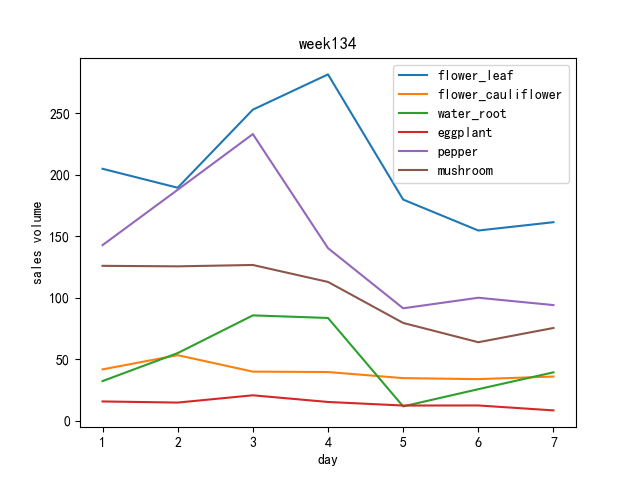 week134
flower_leaf
flower_cauliflower
water_root
eggplant
pepper
mushroom
sales volume
250
200
150
100
50
0
1 2 3 4 5 6 7
day